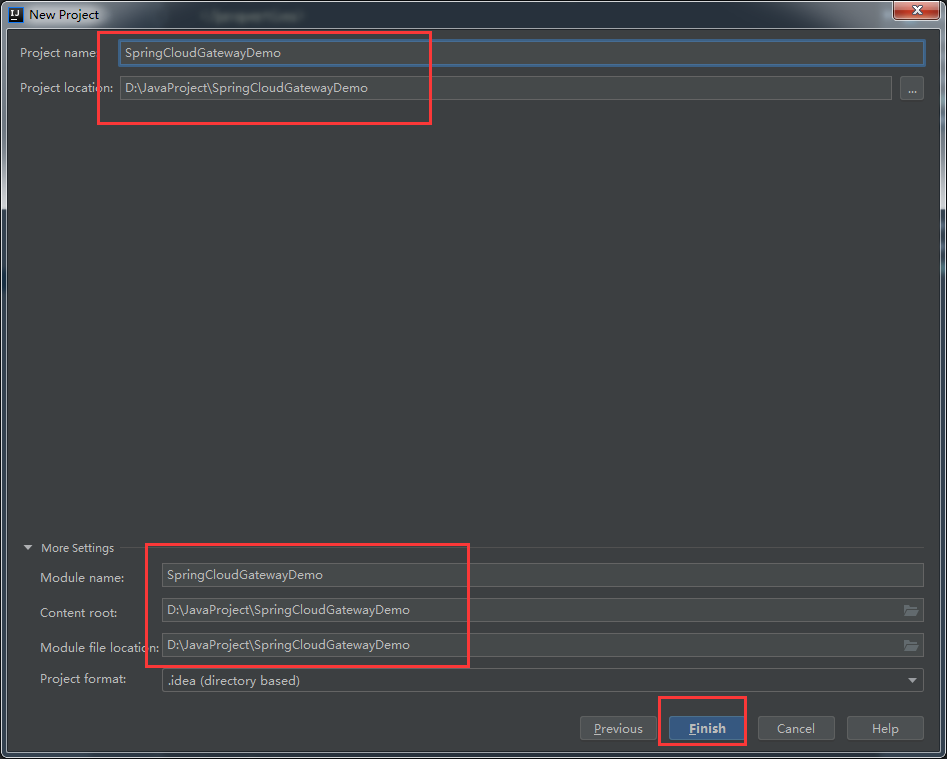 IJ New Project
Project name:
SpringCloudGatewayDemo
Project location:
D:\JavaProject\SpringCloudGatewayDemo
...
More Settings
Module name:
SpringCloudGatewayDemo
Content root:
D:\JavaProject\SpringCloudGatewayDemo
Module file location:
D:\JavaProject\SpringCloudGatewayDemo
Project format:
.idea (directory based)
Previous
Finish
Cancel
Help